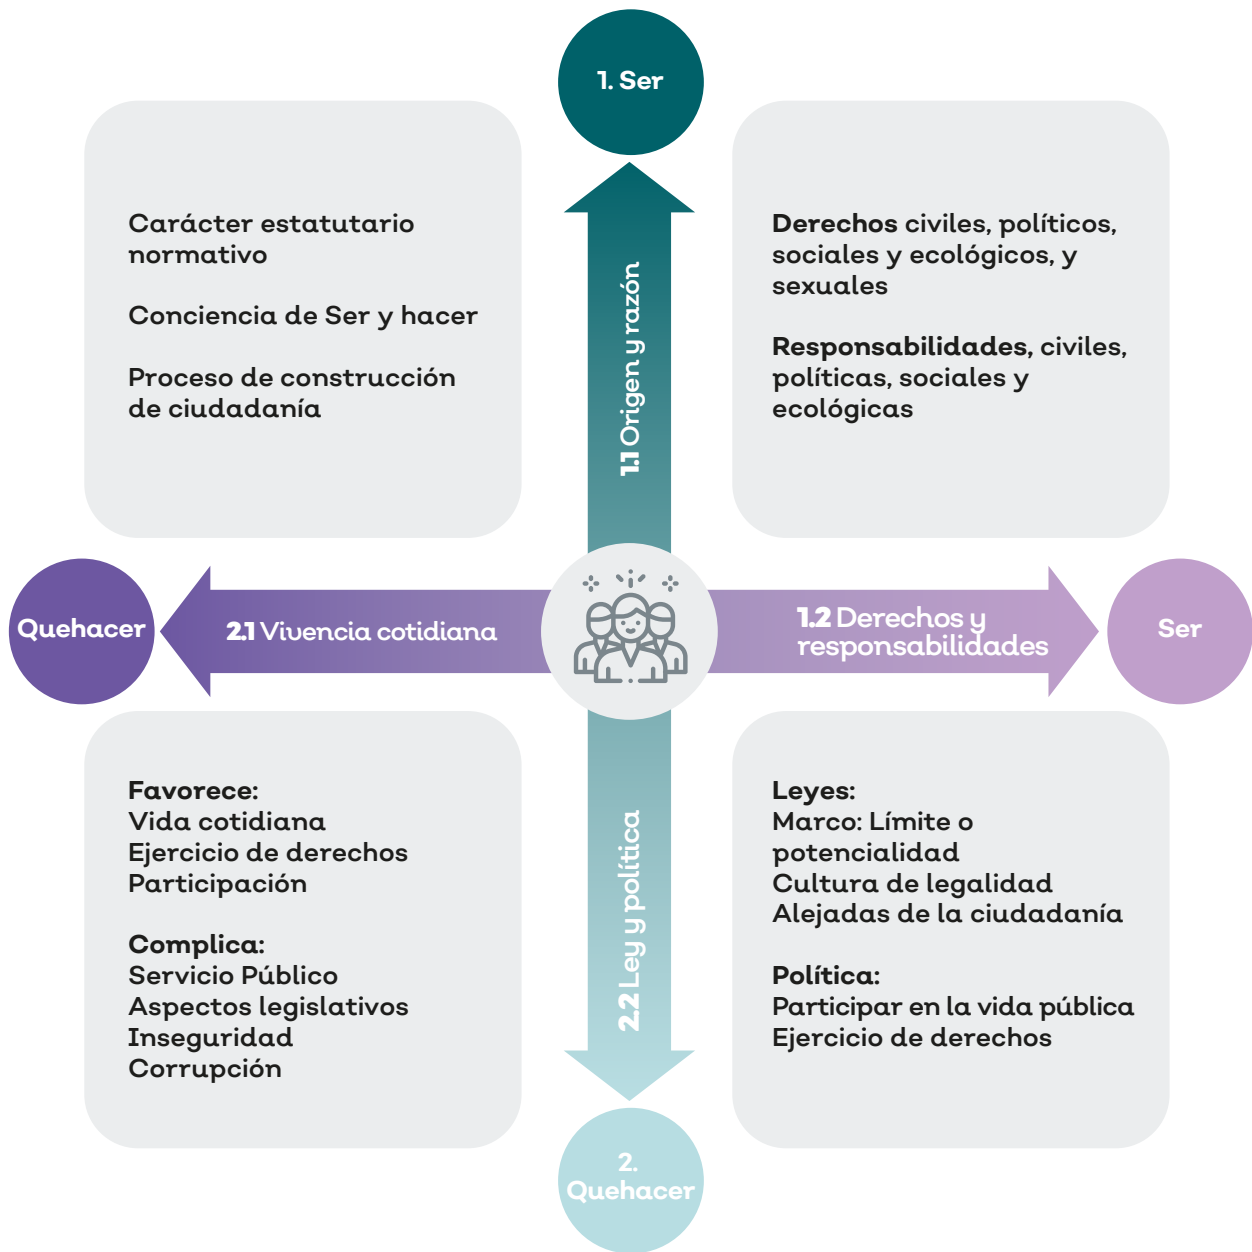 1. Ser
Carácter estatutario
normativo
Conciencia de Ser y hacer
Proceso de construcción
de ciudadanía
1.1 Origen y razón
Derechos civiles, políticos,
sociales y ecológicos, y
sexuales
Responsabilidades, civiles,
políticas, sociales y
ecológicas
Quehacer
2.1 Vivencia cotidiana
1.2 Derechos y
responsabilidades
Ser
Favorece:
Vida cotidiana
Ejercicio de derechos
Participación
Complica:
Servicio Público
Aspectos legislativos
Inseguridad
Corrupción
2.2 Ley y política
Leyes:
Marco: Límite o
potencialidad
Cultura de legalidad
Alejadas de la ciudadanía
Política:
Participar en la vida pública
Ejercicio de derechos
2.
Quehacer